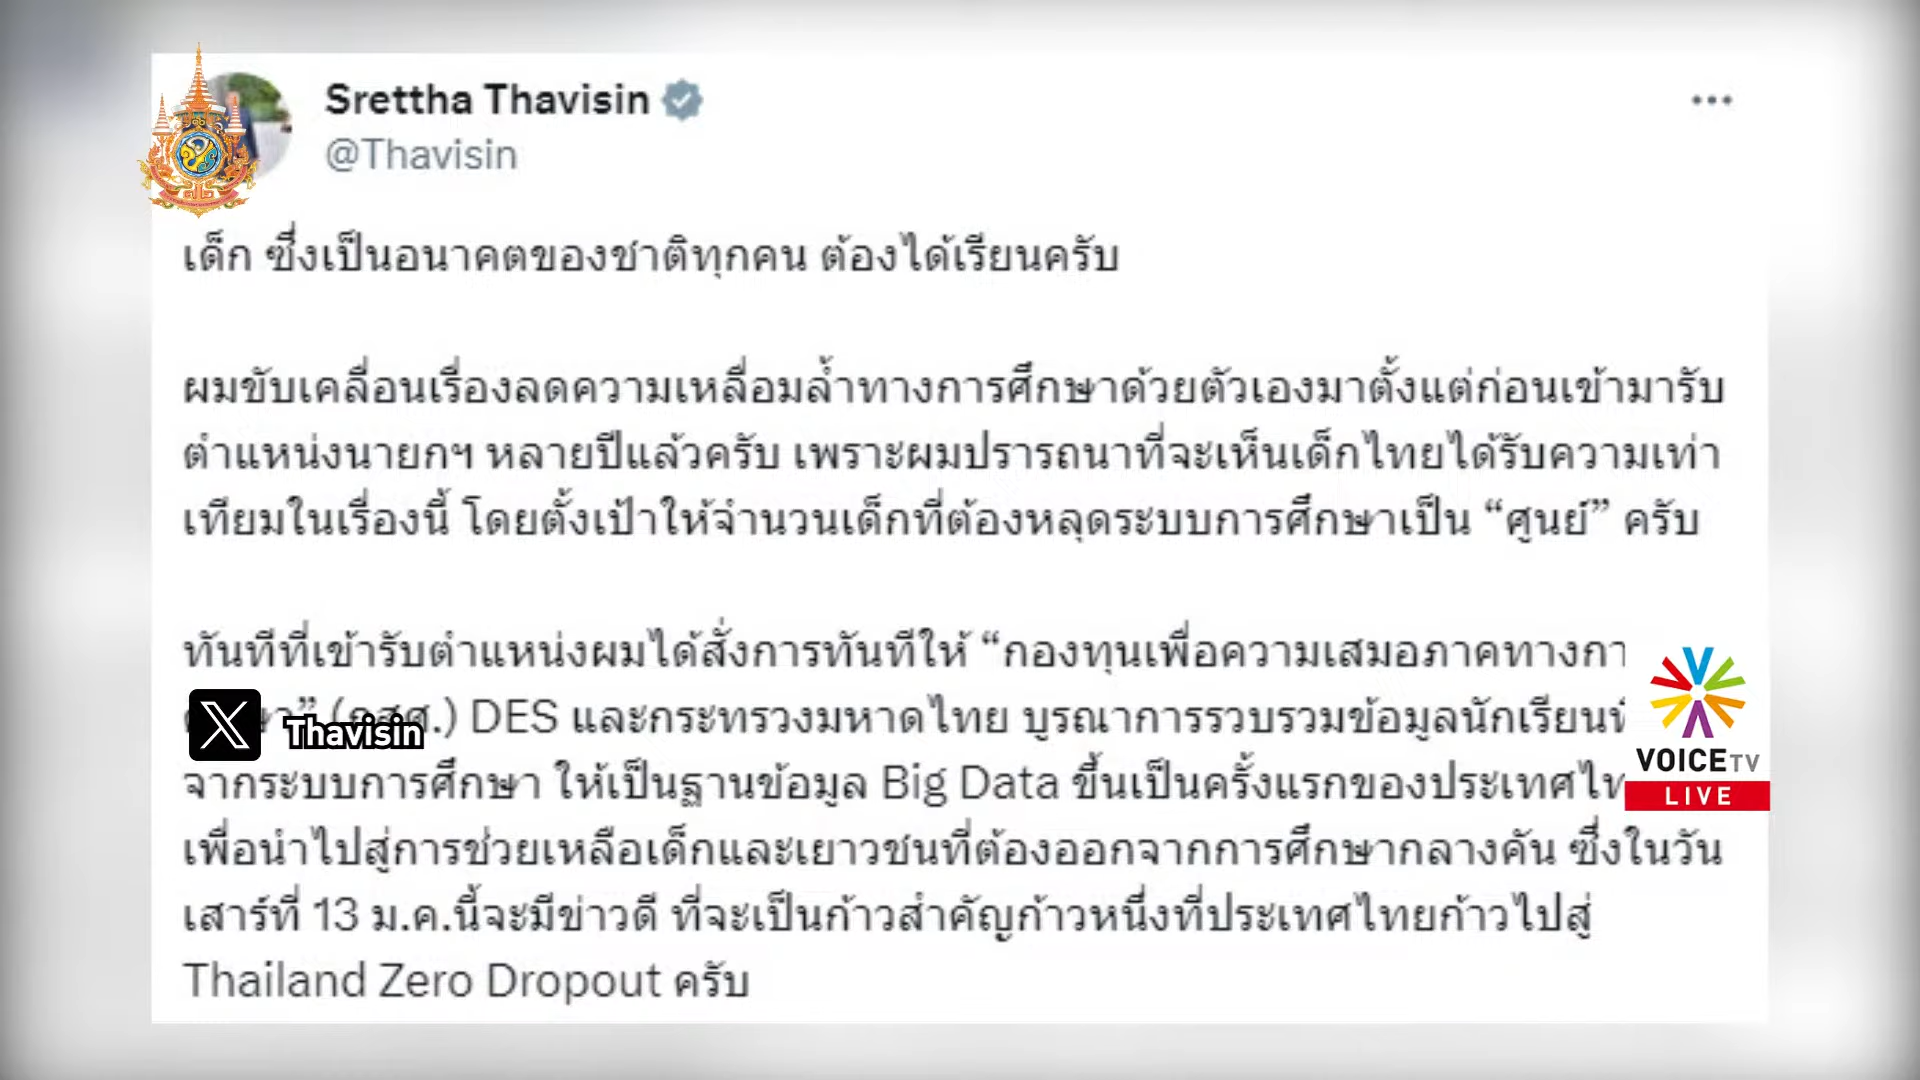 Srettha Thavisin
@Thavisin
เด็ก ซึ่งเป็นอนาคตของชาติทุกคน ต้องได้เรียนครับ
ผมขับเคลื่อนเรื่องลดความเหลื่อมล้ำทางการศึกษาด้วยตัวเองมาตั้งแต่ก่อนเข้ามารับ
ตำแหน่งนายกฯ หลายปีแล้วครับ เพราะผมปรารถนาที่จะเห็นเด็กไทยได้รับความเท่า
เทียมในเรื่องนี้ โดยตั้งเป้าให้จำนวนเด็กที่ต้องหลุดระบบการศึกษาเป็น “ศูนย์” ครับ
ทันทีที่เข้ารับตำแหน่งผมได้สั่งการทันทีให้ “กองทุนเพื่อความเสมอภาคทางกา
DES และกระทรวงมหาดไทย บูรณาการรวบรวมข้อมูลนักเรียน
Thavisin
จากระบบการศึกษา ให้เป็นฐานข้อมูล Big Data ขึ้นเป็นครั้งแรกของประเทศไท
VOICE TV
LIVE
เพื่อนำไปสู่การช่วยเหลือเด็กและเยาวชนที่ต้องออกจากการศึกษากลางคัน ซึ่งในวัน
เสาร์ที่ 13 ม.ค.นี้จะมีข่าวดี ที่จะเป็นก้าวสำคัญก้าวหนึ่งที่ประเทศไทยก้าวไปสู่
Thailand Zero Dropout ครับ